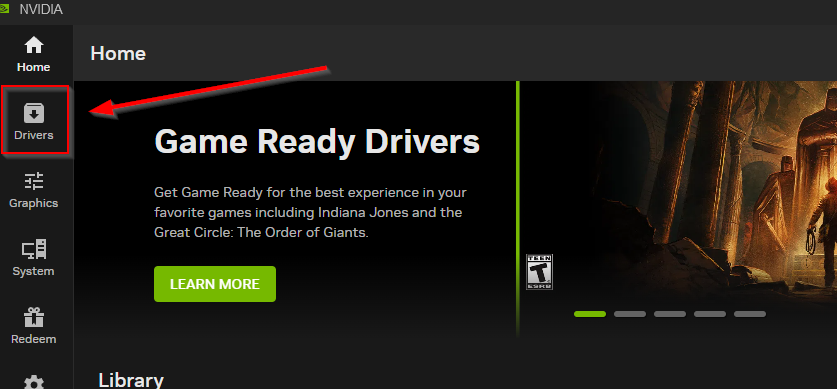 NVIDIA
Home
Home
Drivers
Game Ready Drivers
Get Game Ready for the best experience in your
favorite games including Indiana Jones and the
Great Circle: The Order of Giants.
Graphics
System
LEARN MORE
TEEN
T
ESRB
Redeem
Library